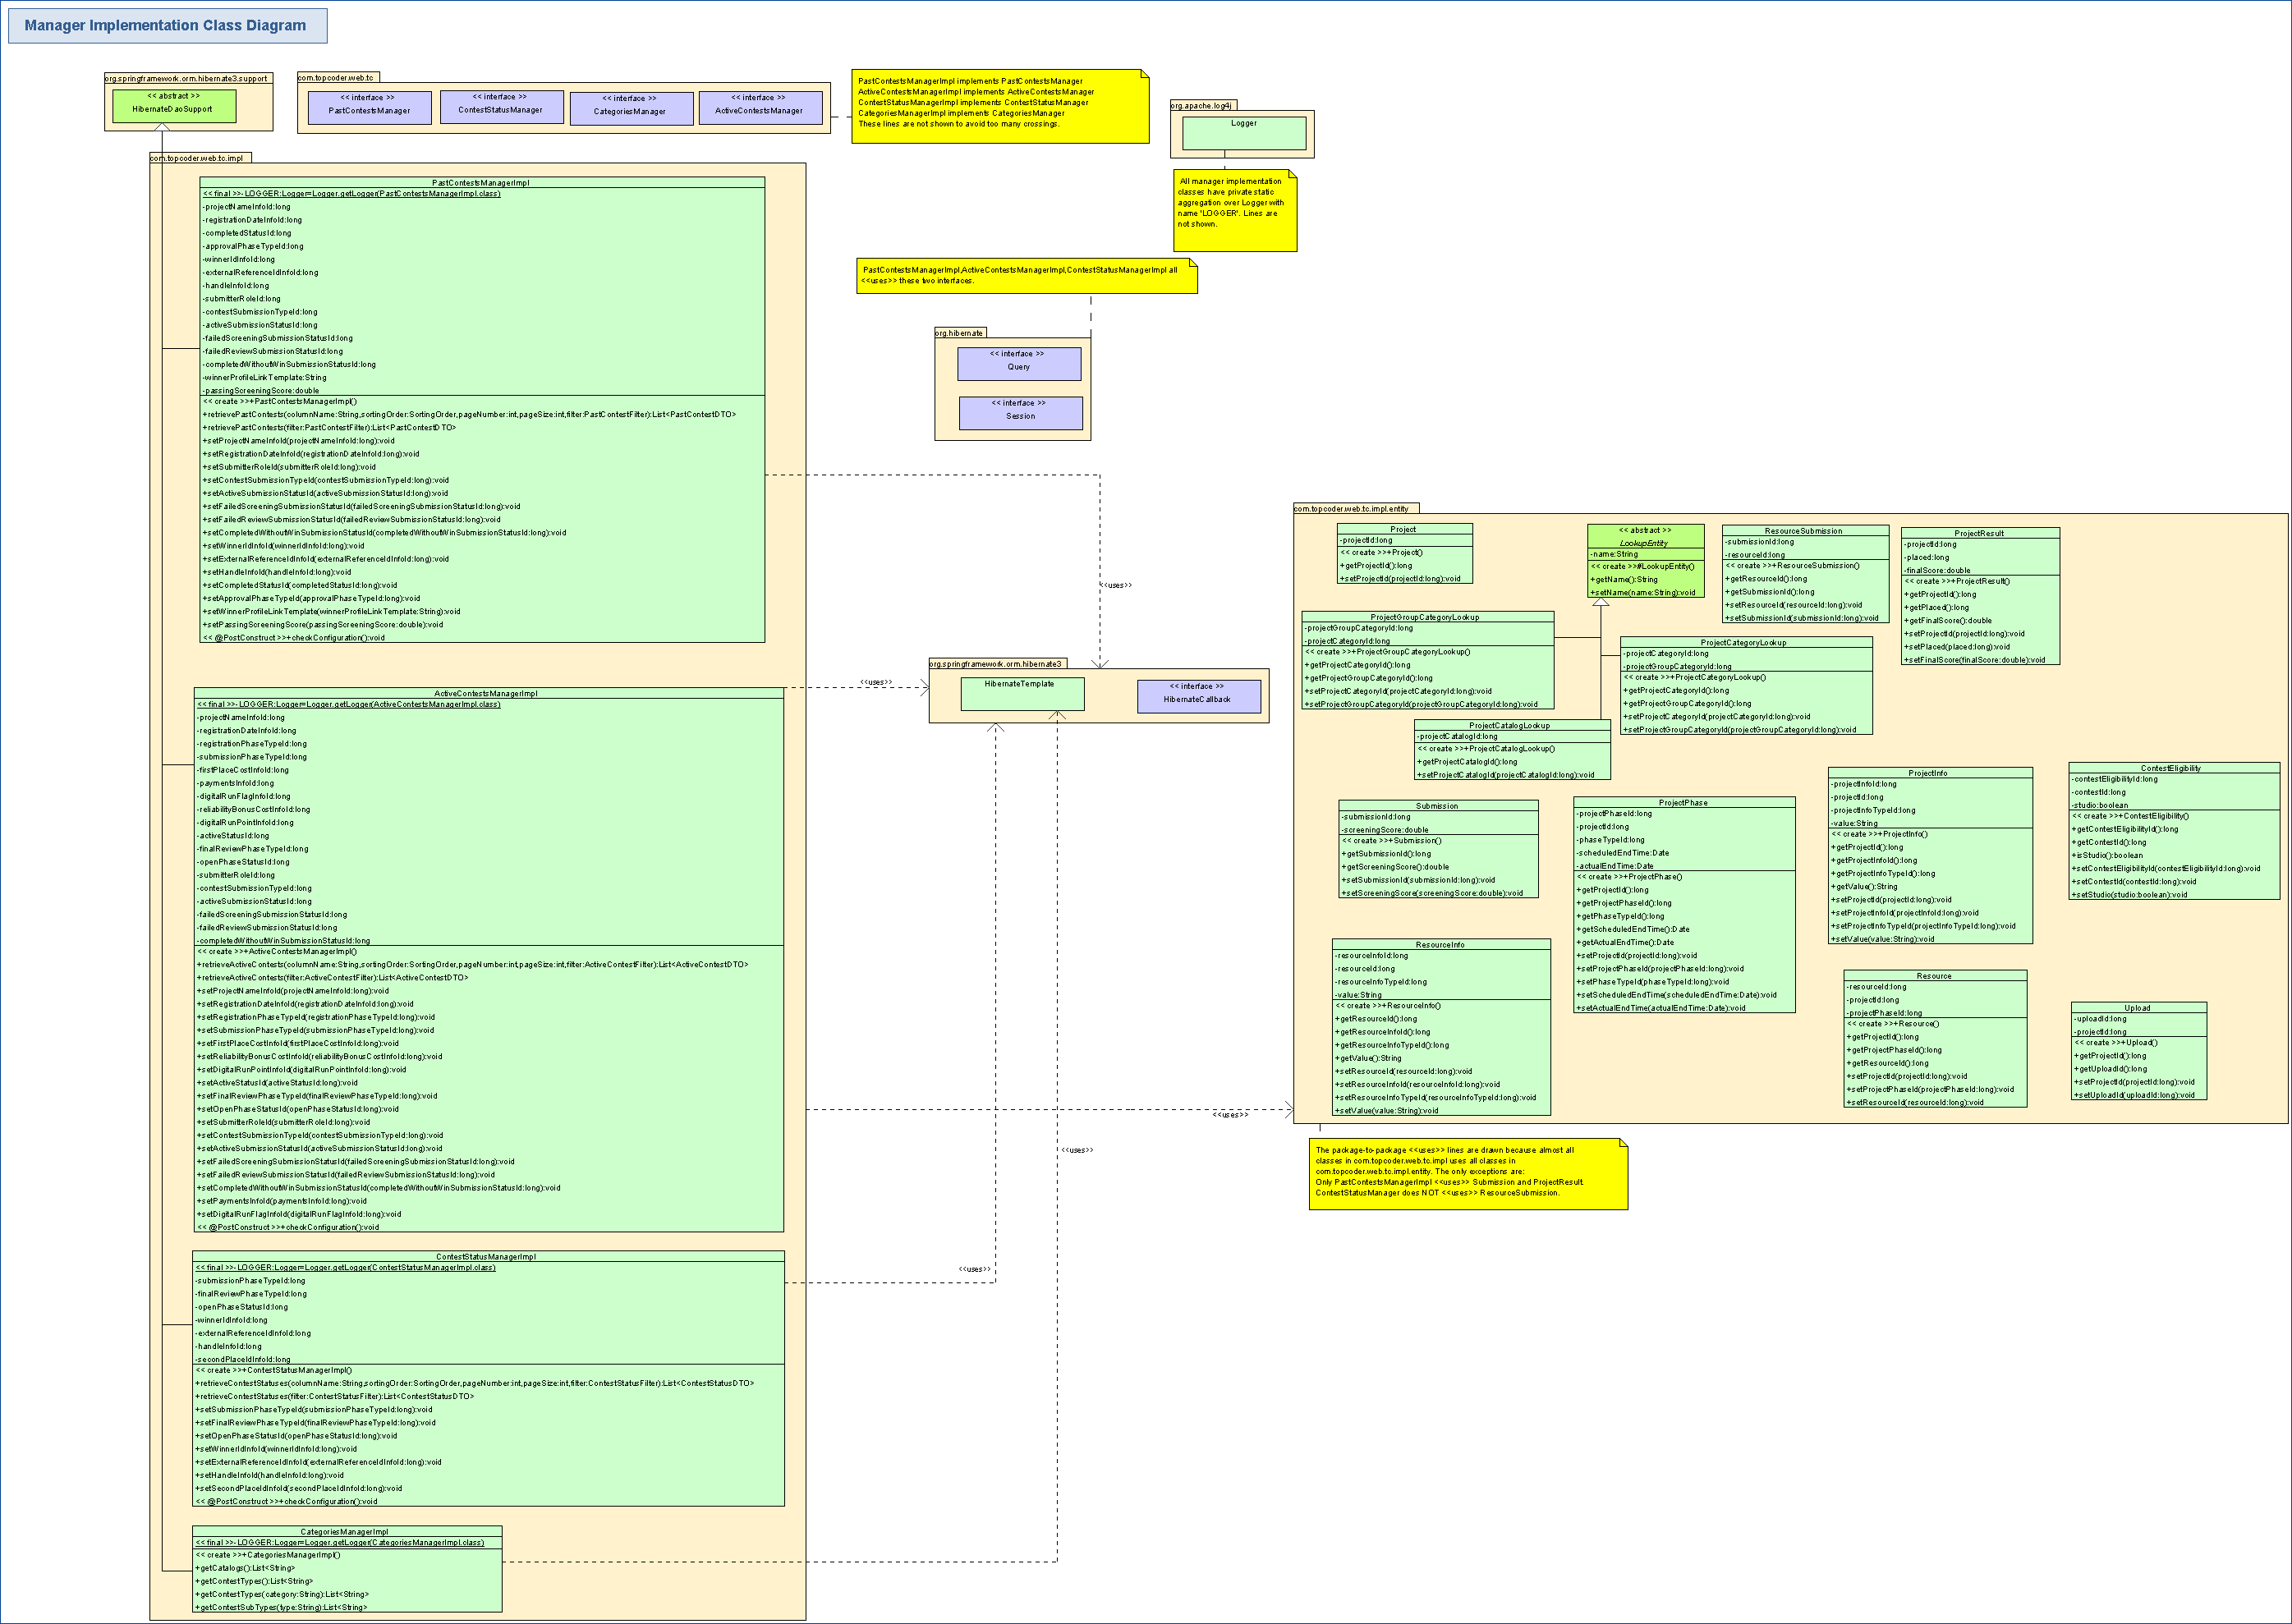 Manager Implementation Class Diagram
org.springframework.orm.hibernate3.support
<< abstract >>
HibernateDaoSupport
com.topcoder.web.tc
<< interface >>
PastContestsManager
<< interface >>
ContestStatusManager
<< interface >>
CategoriesManager
<< interface >>
ActiveContestsManager
PastContestsManagerImpl implements PastContestsManager
ActiveContestsManagerImpl implements ActiveContestsManager
ContestStatusManagerImpl implements ContestStatusManager
CategoriesManagerImpl implements CategoriesManager
These lines are not shown to avoid too many crossings.
org.apache.log4j
Logger
All manager implementation
classes have private static
aggregation over Logger with
name 'LOGGER'. Lines are
not shown.
com.topcoder.web.tc.impl
PastContestsManagerImpl
<< final >>-LOGGER:Logger=Logger.getLogger(PastContestsManagerImpl.class)
-projectNameInfoId:long
-registrationDateInfoId:long
-completedStatusId:long
-approvalPhaseTypeId:long
-winnerIdInfoId:long
-externalReferenceIdInfoId:long
-handleInfoId:long
-submitterRoleId:long
-contestSubmissionTypeId:long
-activeSubmissionStatusId:long
-failedScreeningSubmissionStatusId:long
-failedReviewSubmissionStatusId:long
-completedWithoutWinSubmissionStatusId:long
-winnerProfileLinkTemplate:String
-passingScreeningScore:double
<< create >>+PastContestsManagerImpl()
+retrievePastContests(columnName:String,sortingOrder:SortingOrder,pageNumber:int,pageSize:int,filter:PastContestFilter):List<PastContestDTO>
+retrievePastContests(filter:PastContestFilter):List<PastContestDTO>
+setProjectNameInfoId(projectNameInfoId:long):void
+setRegistrationDateInfoId(registrationDateInfoId:long):void
+setSubmitterRoleId(submitterRoleId:long):void
+setContestSubmissionTypeId(contestSubmissionTypeId:long):void
+setActiveSubmissionStatusId(activeSubmissionStatusId:long):void
+setFailedScreeningSubmissionStatusId(failedScreeningSubmissionStatusId:long):void
+setFailedReviewSubmissionStatusId(failedReviewSubmissionStatusId:long):void
+setCompletedWithoutWinSubmissionStatusId(completedWithoutWinSubmissionStatusId:long):void
+setWinnerIdInfoId(winnerIdInfoId:long):void
+setExternalReferenceIdInfoId(externalReferenceIdInfoId:long):void
+setHandleInfoId(handleInfoId:long):void
+setCompletedStatusId(completedStatusId:long):void
+setApprovalPhaseTypeId(approvalPhaseTypeId:long):void
+setWinnerProfileLinkTemplate(winnerProfileLinkTemplate:String):void
+setPassingScreeningScore(passingScreeningScore:double):void
<< @PostConstruct >>+checkConfiguration():void
PastContestsManagerImpl,ActiveContestsManagerImpl,ContestStatusManagerImpl all
<<uses>> these two interfaces.
org.hibernate
<< interface >>
Query
<< interface >>
Session
<<uses>>
ActiveContestsManagerImpl
<< final >>-LOGGER:Logger=Logger.getLogger(ActiveContestsManagerImpl.class)
-projectNameInfoId:long
-registrationDateInfoId:long
-registrationPhaseTypeId:long
-submissionPhaseTypeId:long
-firstPlaceCostInfoId:long
-paymentsInfoId:long
-digitalRunFlagInfoId:long
-reliabilityBonusCostInfoId:long
-digitalRunPointInfoId:long
-activeStatusId:long
-finalReviewPhaseTypeId:long
-openPhaseStatusId:long
-submitterRoleId:long
-contestSubmissionTypeId:long
-activeSubmissionStatusId:long
-failedScreeningSubmissionStatusId:long
-failedReviewSubmissionStatusId:long
-completedWithoutWinSubmissionStatusId:long
<< create >>+ActiveContestsManagerImpl()
+retrieveActiveContests(columnName:String,sortingOrder:SortingOrder,pageNumber:int,pageSize:int,filter:ActiveContestFilter):List<ActiveContestDTO>
+retrieveActiveContests(filter:ActiveContestFilter):List<ActiveContestDTO>
+setProjectNameInfoId(projectNameInfoId:long):void
+setRegistrationDateInfoId(registrationDateInfoId:long):void
+setRegistrationPhaseTypeId(registrationPhaseTypeId:long):void
+setSubmissionPhaseTypeId(submissionPhaseTypeId:long):void
+setFirstPlaceCostInfoId(firstPlaceCostInfoId:long):void
+setReliabilityBonusCostInfoId(reliabilityBonusCostInfoId:long):void
+setDigitalRunPointInfoId(digitalRunPointInfoId:long):void
+setActiveStatusId(activeStatusId:long):void
+setFinalReviewPhaseTypeId(finalReviewPhaseTypeId:long):void
+setOpenPhaseStatusId(openPhaseStatusId:long):void
+setSubmitterRoleId(submitterRoleId:long):void
+setContestSubmissionTypeId(contestSubmissionTypeId:long):void
+setActiveSubmissionStatusId(activeSubmissionStatusId:long):void
+setFailedScreeningSubmissionStatusId(failedScreeningSubmissionStatusId:long):void
+setFailedReviewSubmissionStatusId(failedReviewSubmissionStatusId:long):void
+setCompletedWithoutWinSubmissionStatusId(completedWithoutWinSubmissionStatusId:long):void
+setPaymentsInfoId(paymentsInfoId:long):void
+setDigitalRunFlagInfoId(digitalRunFlagInfoId:long):void
<< @PostConstruct >>+checkConfiguration():void
<<uses>>
org.springframework.orm.hibernate3
HibernateTemplate
<< interface >>
HibernateCallback
ContestStatusManagerImpl
<< final >>-LOGGER:Logger=Logger.getLogger(ContestStatusManagerImpl.class)
-submissionPhaseTypeId:long
-finalReviewPhaseTypeId:long
-openPhaseStatusId:long
-winnerIdInfoId:long
-externalReferenceIdInfoId:long
-handleInfoId:long
-secondPlaceIdInfoId:long
<< create >>+ContestStatusManagerImpl()
+retrieveContestStatuses(columnName:String,sortingOrder:SortingOrder,pageNumber:int,pageSize:int,filter:ContestStatusFilter):List<ContestStatusDTO>
+retrieveContestStatuses(filter:ContestStatusFilter):List<ContestStatusDTO>
+setSubmissionPhaseTypeId(submissionPhaseTypeId:long):void
+setFinalReviewPhaseTypeId(finalReviewPhaseTypeId:long):void
+setOpenPhaseStatusId(openPhaseStatusId:long):void
+setWinnerIdInfoId(winnerIdInfoId:long):void
+setExternalReferenceIdInfoId(externalReferenceIdInfoId:long):void
+setHandleInfoId(handleInfoId:long):void
+setSecondPlaceIdInfoId(secondPlaceIdInfoId:long):void
<< @PostConstruct >>+checkConfiguration():void
<<uses>>
CategoriesManagerImpl
<< final >>-LOGGER:Logger=Logger.getLogger(CategoriesManagerImpl.class)
<< create >>+CategoriesManagerImpl()
+getCatalogs():List<String>
+getContestTypes():List<String>
+getContestTypes(category:String):List<String>
+getContestSubTypes(type:String):List<String>
<<uses>>
<<uses>>
com.topcoder.web.tc.impl.entity
Project
-projectId:long
<< create >>+Project()
+getProjectId():long
+setProjectId(projectId:long):void
<< abstract >>
LookupEntity
-name:String
<< create >>#LookupEntity()
+getName():String
+setName(name:String):void
ResourceSubmission
-submissionId:long
-resourceId:long
<< create >>+ResourceSubmission()
+getResourceId():long
+getSubmissionId():long
+setResourceId(resourceId:long):void
+setSubmissionId(submissionId:long):void
ProjectResult
-projectId:long
-placed:long
-finalScore:double
<< create >>+ProjectResult()
+getProjectId():long
+getPlaced():long
+getFinalScore():double
+setProjectId(projectId:long):void
+setPlaced(placed:long):void
+setFinalScore(finalScore:double):void
ProjectGroupCategoryLookup
-projectGroupCategoryId:long
-projectCategoryId:long
<< create >>+ProjectGroupCategoryLookup()
+getProjectCategoryId():long
+getProjectGroupCategoryId():long
+setProjectCategoryId(projectCategoryId:long):void
+setProjectGroupCategoryId(projectGroupCategoryId:long):void
ProjectCategoryLookup
-projectCategoryId:long
-projectGroupCategoryId:long
<< create >>+ProjectCategoryLookup()
+getProjectCategoryId():long
+getProjectGroupCategoryId():long
+setProjectCategoryId(projectCategoryId:long):void
+setProjectGroupCategoryId(projectGroupCategoryId:long):void
ProjectCatalogLookup
-projectCatalogId:long
<< create >>+ProjectCatalogLookup()
+getProjectCatalogId():long
+setProjectCatalogId(projectCatalogId:long):void
Submission
-submissionId:long
-screeningScore:double
<< create >>+Submission()
+getSubmissionId():long
+getScreeningScore():double
+setSubmissionId(submissionId:long):void
+setScreeningScore(screeningScore:double):void
ProjectPhase
-projectPhaseId:long
-projectId:long
-phaseTypeId:long
-scheduledEndTime:Date
-actualEndTime:Date
<< create >>+ProjectPhase()
+getProjectId():long
+getProjectPhaseId():long
+getPhaseTypeId():long
+getScheduledEndTime():Date
+getActualEndTime():Date
+setProjectId(projectId:long):void
+setProjectPhaseId(projectPhaseId:long):void
+setPhaseTypeId(phaseTypeId:long):void
+setScheduledEndTime(scheduledEndTime:Date):void
+setActualEndTime(actualEndTime:Date):void
ProjectInfo
-projectInfoId:long
-projectId:long
-projectInfoTypeId:long
-value:String
<< create >>+ProjectInfo()
+getProjectId():long
+getProjectInfoId():long
+getProjectInfoTypeId():long
+getValue():String
+setProjectId(projectId:long):void
+setProjectInfoId(projectInfoId:long):void
+setProjectInfoTypeId(projectInfoTypeId:long):void
+setValue(value:String):void
ContestEligibility
-contestEligibilityId:long
-contestId:long
-studio:boolean
<< create >>+ContestEligibility()
+getContestEligibilityId():long
+getContestId():long
+isStudio():boolean
+setContestEligibilityId(contestEligibilityId:long):void
+setContestId(contestId:long):void
+setStudio(studio:boolean):void
ResourceInfo
-resourceInfoId:long
-resourceId:long
-resourceInfoTypeId:long
-value:String
<< create >>+ResourceInfo()
+getResourceId():long
+getResourceInfoId():long
+getResourceInfoTypeId():long
+getValue():String
+setResourceId(resourceId:long):void
+setResourceInfoId(resourceInfoId:long):void
+setResourceInfoTypeId(resourceInfoTypeId:long):void
+setValue(value:String):void
Resource
-resourceId:long
-projectId:long
-projectPhaseId:long
<< create >>+Resource()
+getProjectId():long
+getProjectPhaseId():long
+getResourceId():long
+setProjectId(projectId:long):void
+setProjectPhaseId(projectPhaseId:long):void
+setResourceId(resourceId:long):void
Upload
-uploadId:long
-projectId:long
<< create >>+Upload()
+getProjectId():long
+getUploadId():long
+setProjectId(projectId:long):void
+setUploadId(uploadId:long):void
The package-to package <<uses>> lines are drawn because almost all
classes in com.topcoder.web.tc.impl uses all classes in
com.topcoder.web.tc.impl.entity. The only exceptions are:
Only PastContestsManagerImpl <<uses>> Submission and ProjectResult.
ContestStatusManager does NOT <<uses>> ResourceSubmission.